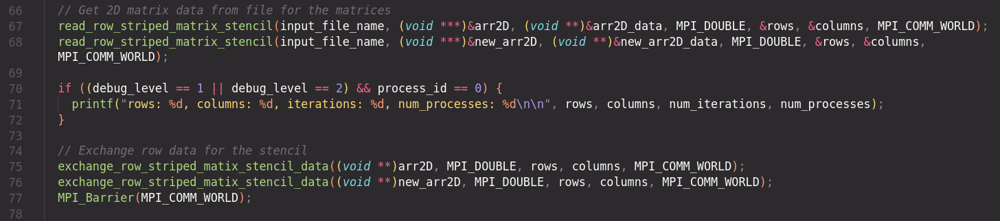 66 // Get 2D matrix data from file for the matrices
67 read_row_striped_matrix_stencil(input_file_name, (void ***)&arr2D, (void **)&arr2D_data, MPI_DOUBLE, &rows, &columns, MPI_COMM_WORLD);
68 read_row_striped_matrix_stencil(input_file_name, (void ***)&new_arr2D, (void **)&new_arr2D_data, MPI_DOUBLE, &rows, &columns,
MPI_COMM_WORLD);
69
70 if ((debug_level == 1 || debug_level == 2) && process_id == 0) {
71 printf("rows: %d, columns: %d, iterations: %d, num_processes: %d\n\n", rows, columns, num_iterations, num_processes);
72 }
73
74 // Exchange row data for the stencil
75 exchange_row_striped_matix_stencil_data((void **)arr2D, MPI_DOUBLE, rows, columns, MPI_COMM_WORLD);
76 exchange_row_striped_matix_stencil_data((void **)new_arr2D, MPI_DOUBLE, rows, columns, MPI_COMM_WORLD);
77 MPI_Barrier(MPI_COMM_WORLD);
78